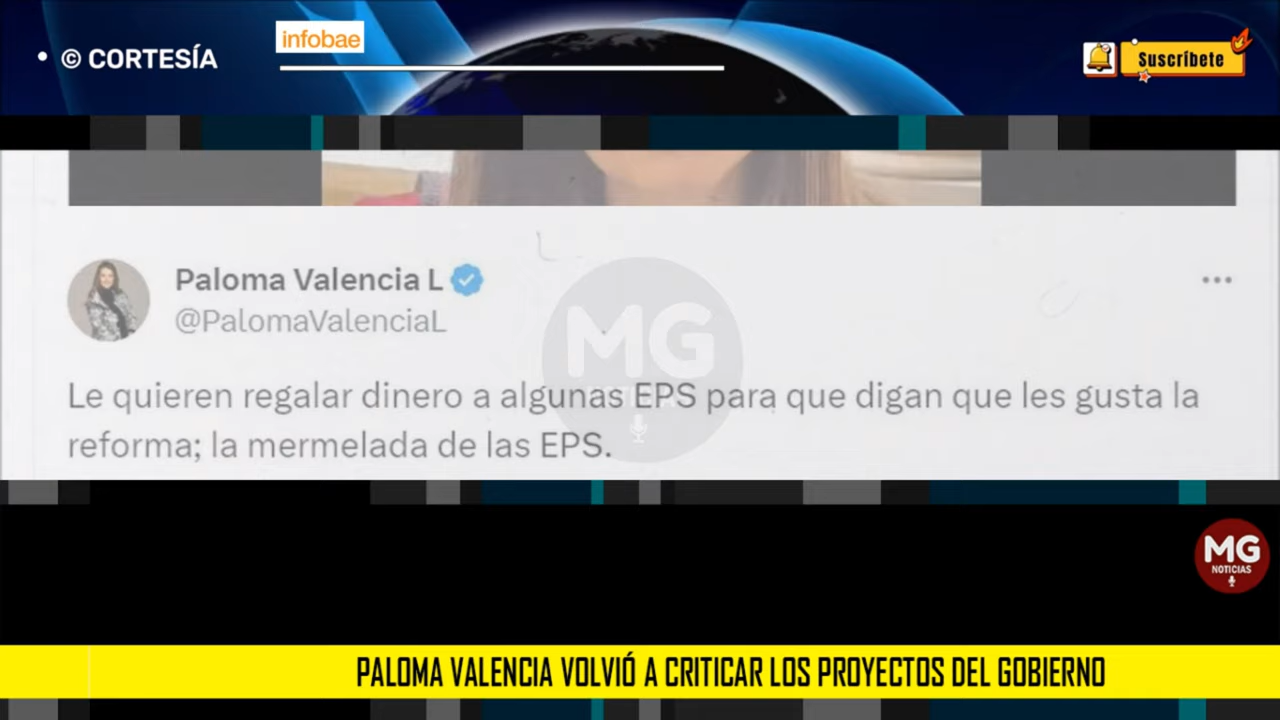 © CORTESÍA
infobae
Suscríbete
Paloma Valencia L
@PalomaValenciaL
Le quieren regalar dinero a algunas EPS para que digan que les gusta la
reforma; la mermelada de las EPS.
MG
NOTICIAS
MG
NOTICIAS
PALOMA VALENCIA VOLVIÓ A CRITICAR LOS PROYECTOS DEL GOBIERNO